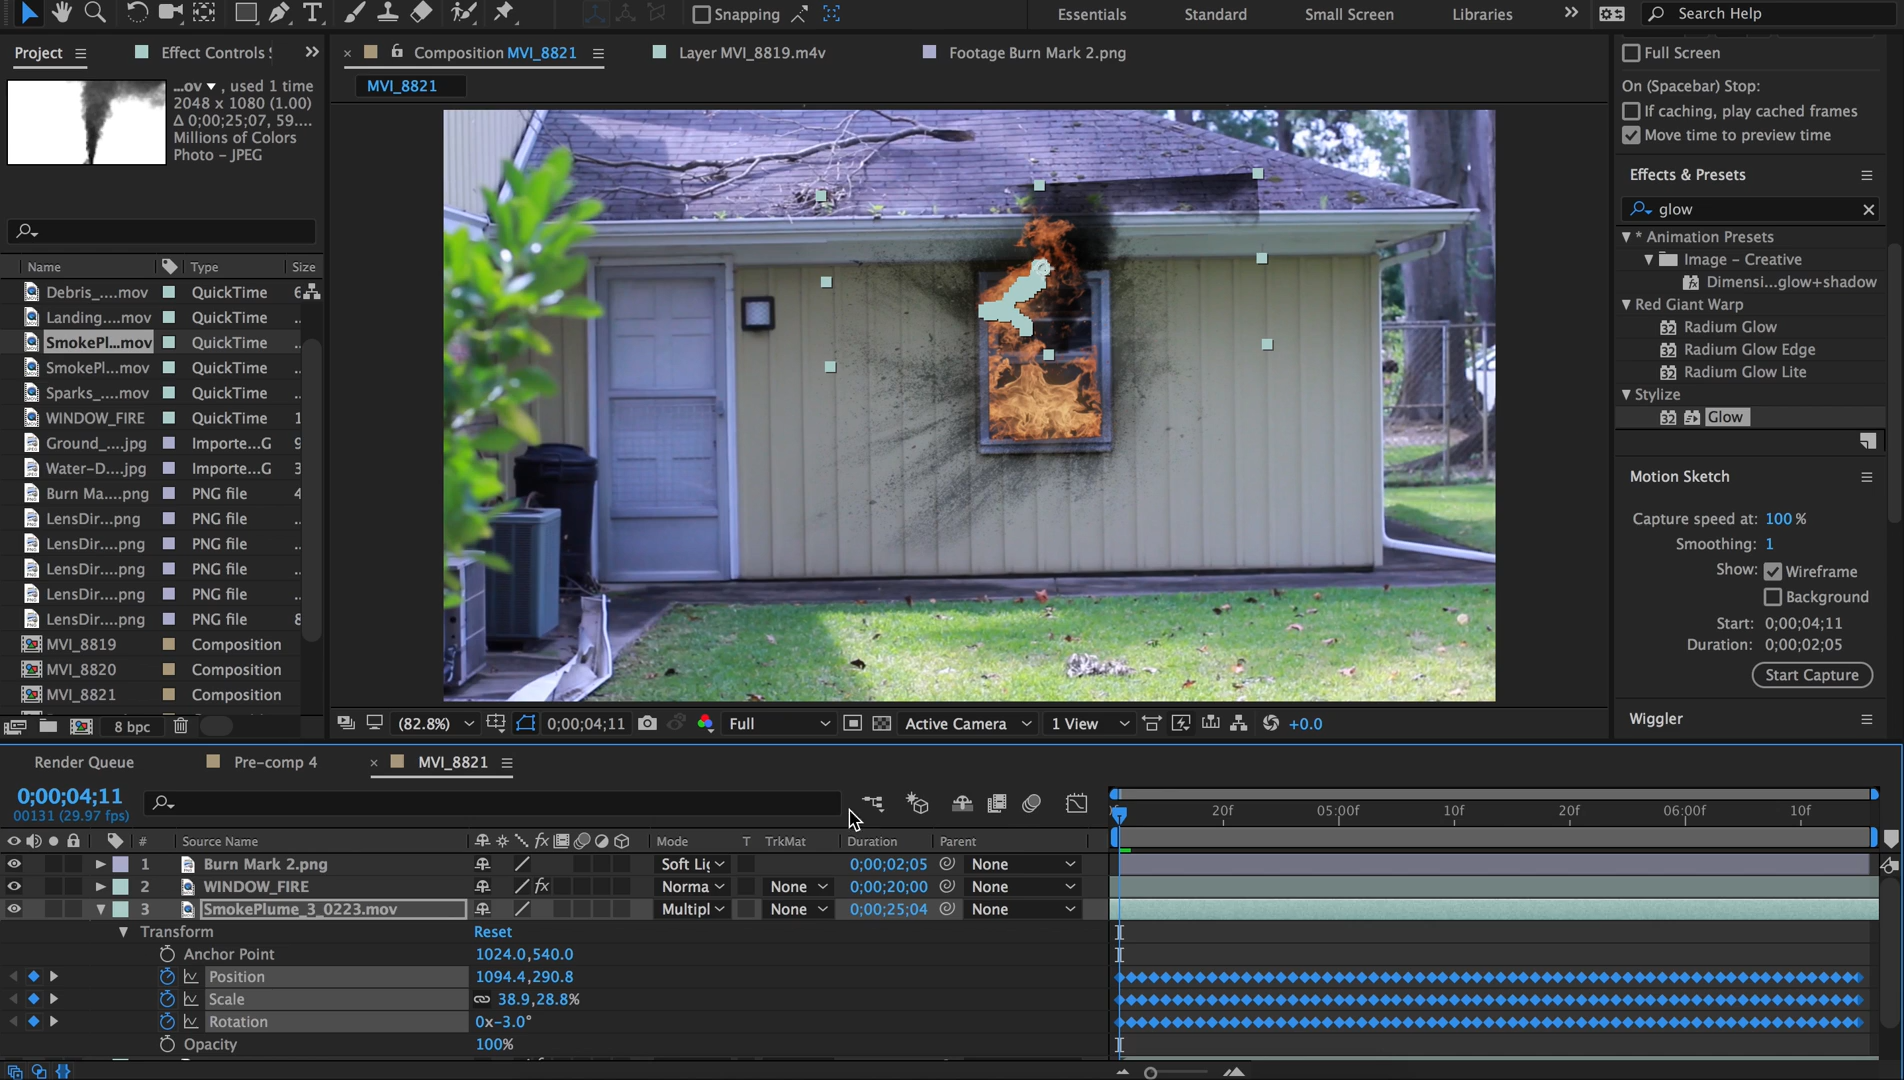 Snapping
Essentials
Standard
Small Screen
Libraries
Search Help
Project
Effect Controls
Composition MVI_8821
Layer MVI_8819.m4v
Footage Burn Mark 2.png
MVI_8821
...ov ▾ , used 1 time
2048 x 1080 (1.00)
Δ 0;00;25;07, 59....
Millions of Colors
Photo - JPEG
Name
Type
Size
Debris_....mov QuickTime 6
Landing....mov QuickTime ..
SmokePl...mov QuickTime ..
SmokePl...mov QuickTime ..
Sparks_....mov QuickTime ..
WINDOW_FIRE QuickTime 1
Ground_....jpg Importe...G 9
Water-D....jpg Importe...G 3
Burn Ma....png PNG file 4
LensDir...png PNG file ..
LensDir....png PNG file ..
LensDir....png PNG file ..
LensDir....png PNG file ..
LensDir....png PNG file 8
MVI_8819 Composition
MVI_8820 Composition
MVI_8821 Composition
8 bpc
(82.8%)
0;00;04;11
Full
Active Camera
1 View
+0.0
Full Screen
On (Spacebar) Stop:
If caching, play cached frames
Move time to preview time
Effects & Presets
glow
* Animation Presets
Image - Creative
Dimensi...glow+shadow
Red Giant Warp
32 Radium Glow
32 Radium Glow Edge
32 Radium Glow Lite
Stylize
32 Glow
Motion Sketch
Capture speed at: 100 %
Smoothing: 1
Show: Wireframe
Background
Start: 0;00;04;11
Duration: 0;00;02;05
Start Capture
Wiggler
Render Queue
Pre-comp 4
MVI_8821
0;00;04;11
00131 (29.97 fps)
20f 05:00f 10f 20f 06:00f 10f
# Source Name Mode T TrkMat Duration Parent
1 Burn Mark 2.png Soft Lig 0;00;02;05 None
2 WINDOW_FIRE Norma None 0;00;20;00 None
3 SmokePlume_3_0223.mov Multipl None 0;00;25;04 None
Transform Reset
Anchor Point 1024.0,540.0
Position 1094.4,290.8
Scale 38.9,28.8%
Rotation 0x-3.0°
Opacity 100%